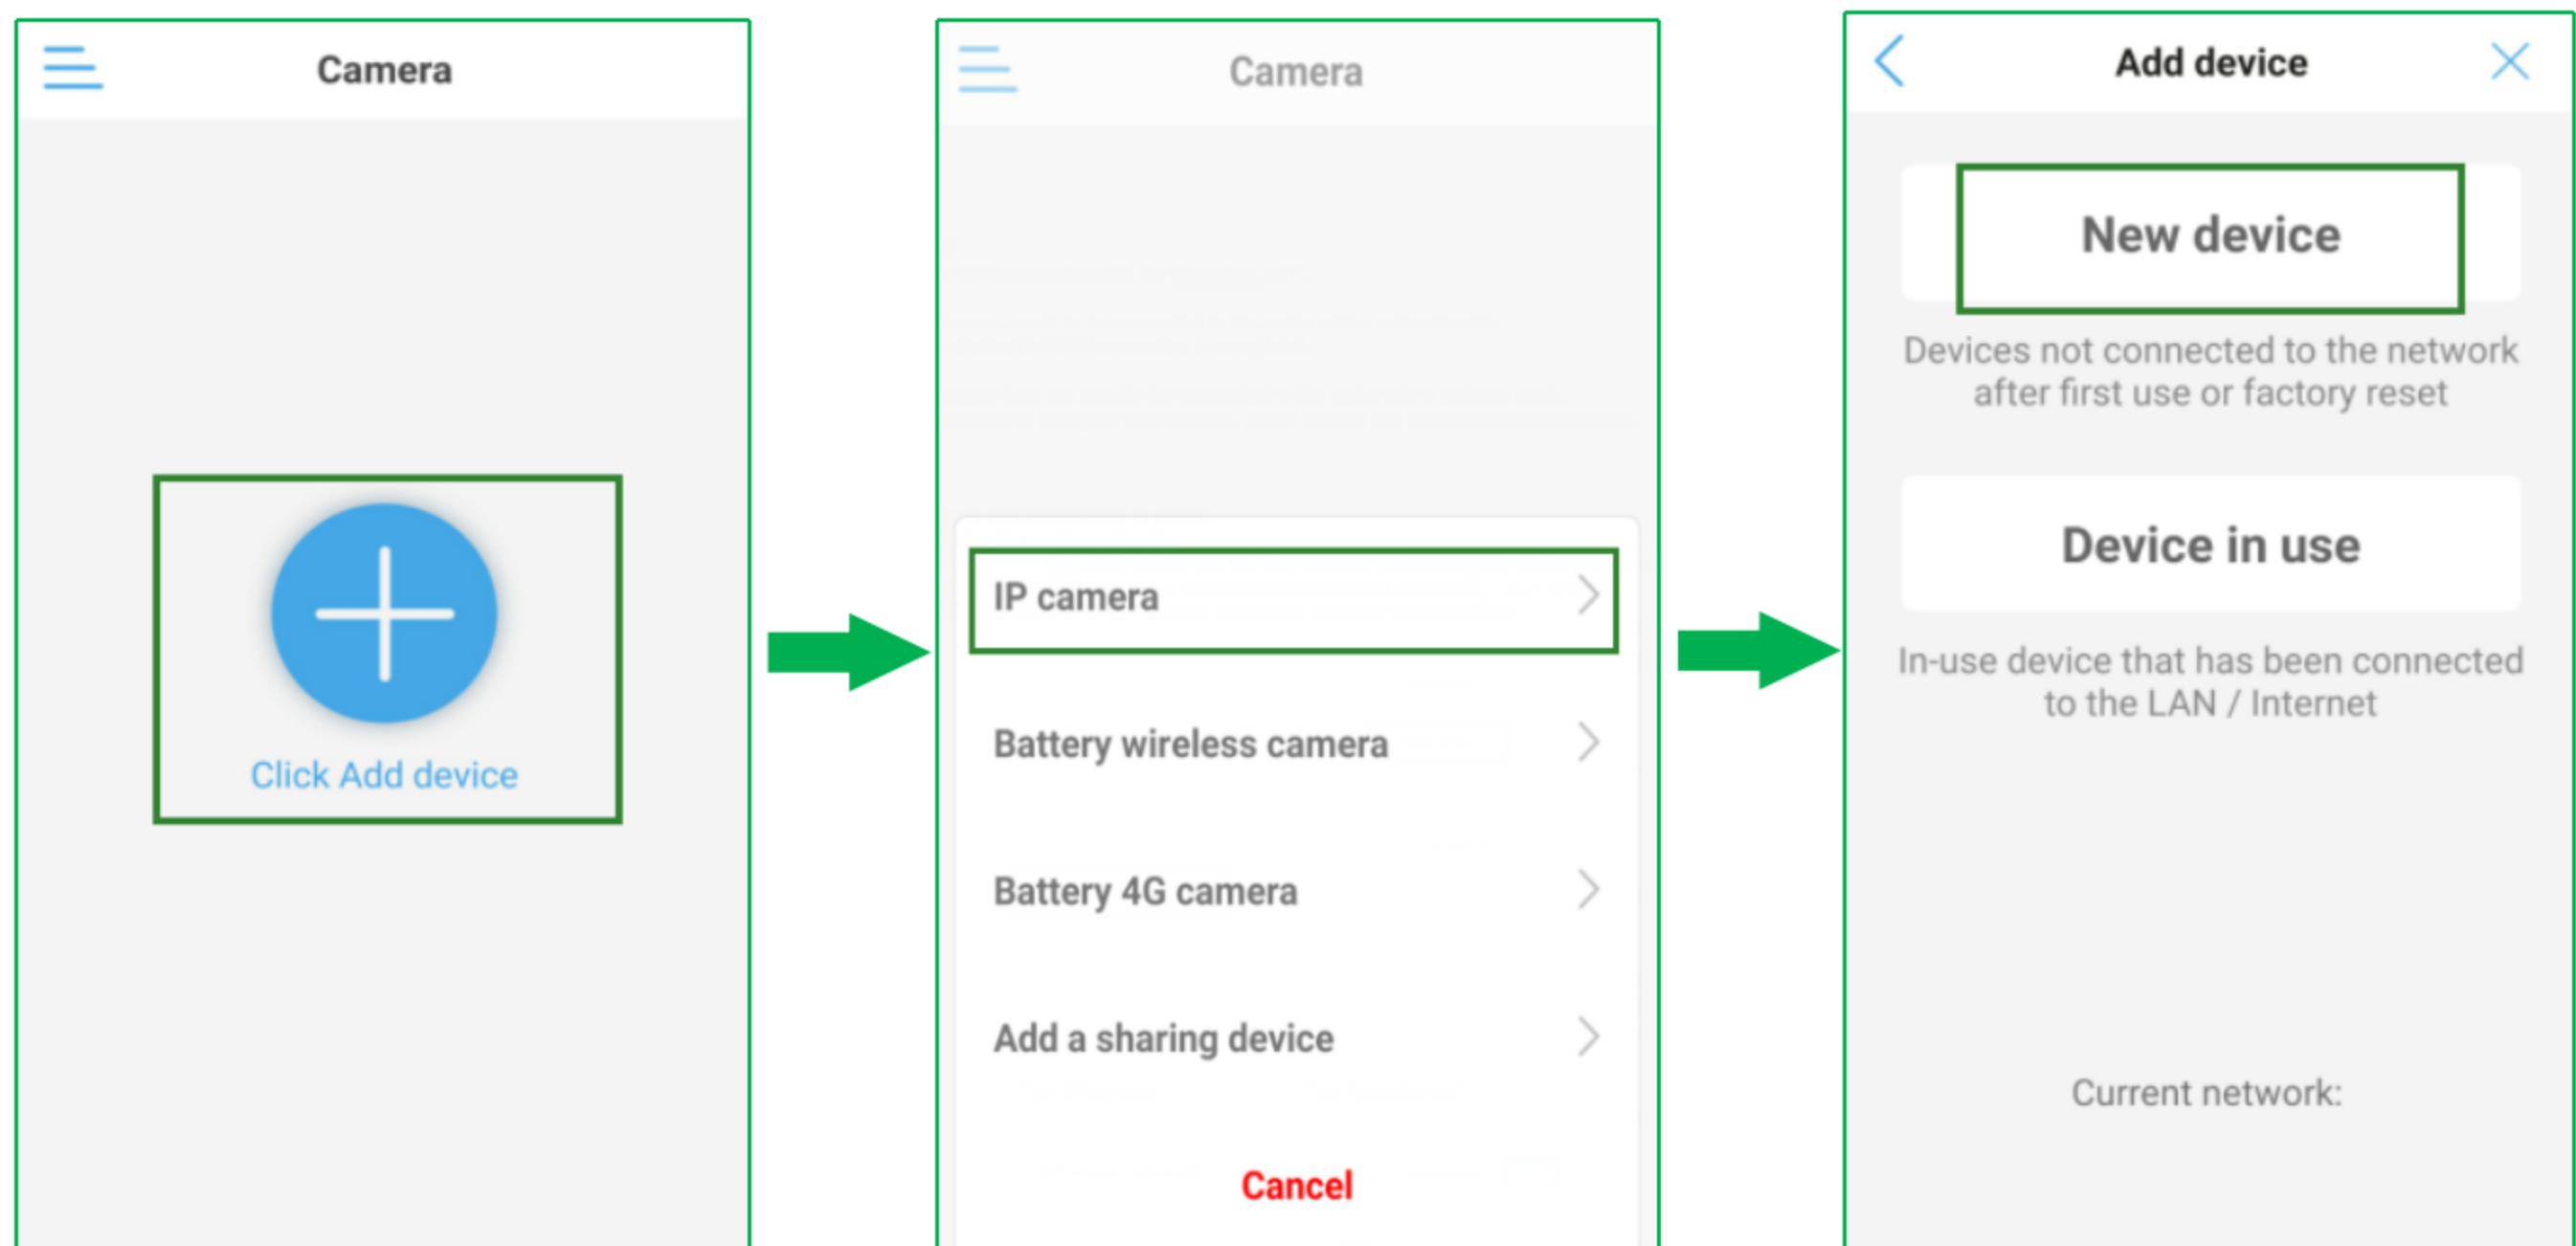 Camera
Click Add device
Camera
IP camera
Battery wireless camera
Battery 4G camera
Add a sharing device
Cancel
Add device
New device
Devices not connected to the network
after first use or factory reset
Device in use
In-use device that has been connected
to the LAN / Internet
Current network: